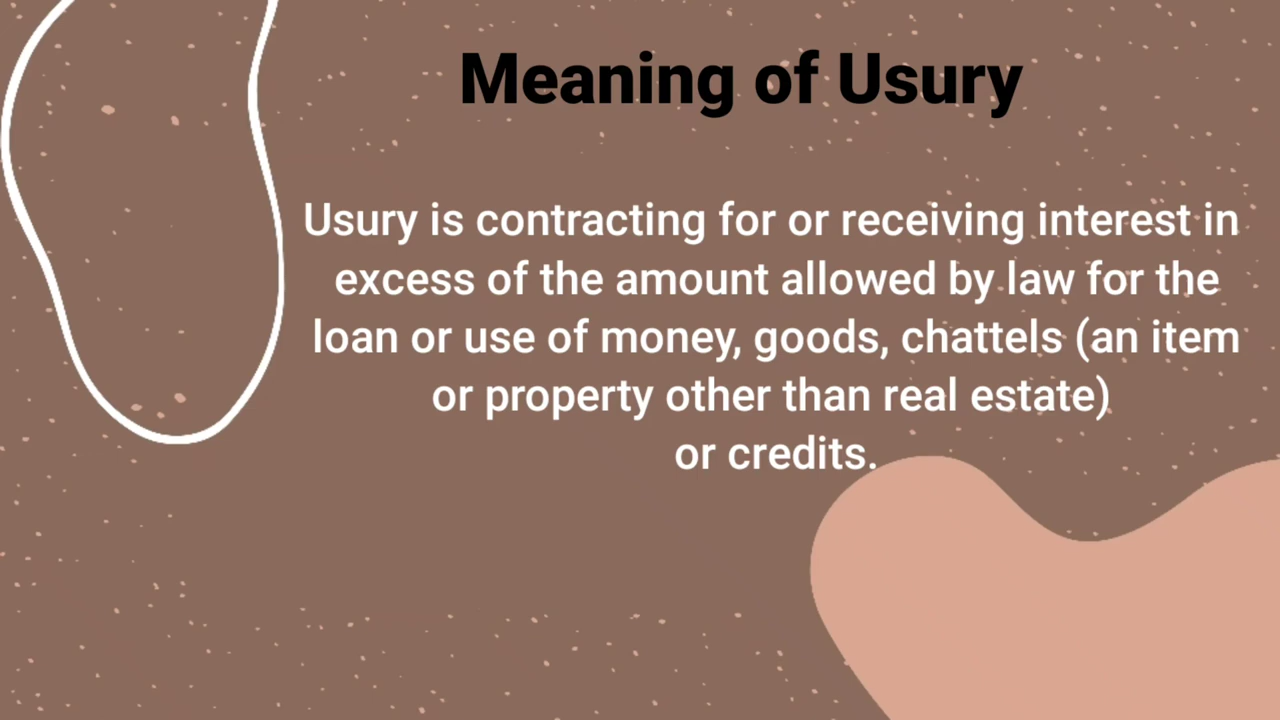 Meaning of Usury
Usury is contracting for or receiving interest in
excess of the amount allowed by law for the
loan or use of money, goods, chattels (an item
or property other than real estate)
or credits.